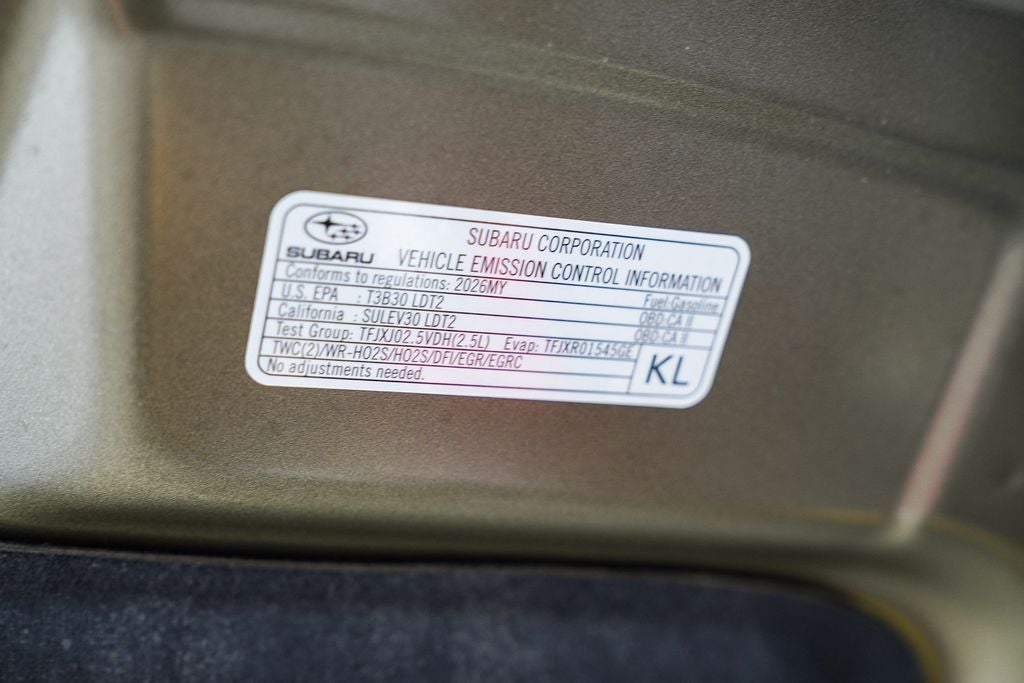 SUBARU
SUBARU CORPORATION
VEHICLE EMISSION CONTROL INFORMATION
Conforms to regulations: 2026MY
Fuel:Gasoline
U.S. EPA : T3B30 LDT2
OBD-CA II
California : SULEV30 LDT2
OBD-CA II
Test Group: TFJXJ02.5VDH(2.5L) Evap: TFJXR01545GE
TWC(2)/WR-HO2S/HO2S/DFI/EGR/EGRC
KL
No adjustments needed.